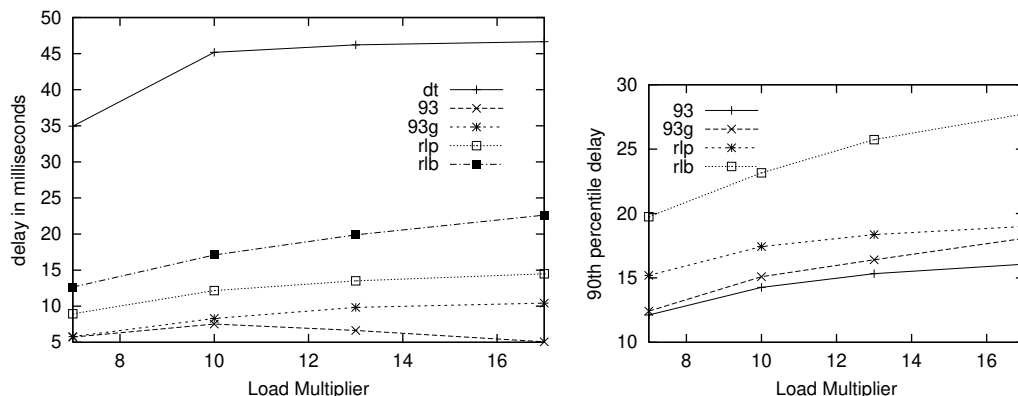 50
45
40
35
30
25
20
15
10
5
8 10 12 14 16
delay in milliseconds
Load Multiplier
dt
93
93g
rlp
rlb
30
25
20
15
10
8 10 12 14 16
90th percentile delay
Load Multiplier
93
93g
rlp
rlb